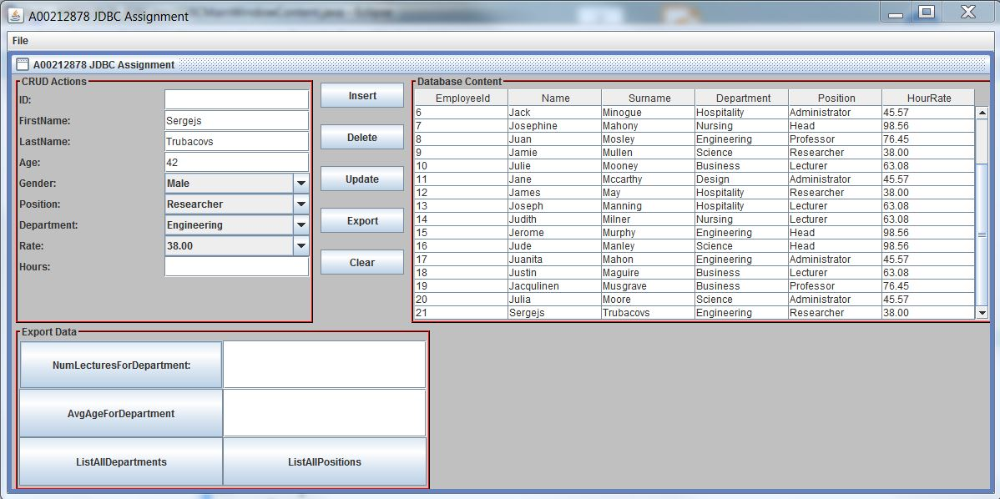 A00212878 JDBC Assignment
File
A00212878 JDBC Assignment
CRUD Actions
ID:
FirstName: Sergejs
LastName: Trubacovs
Age: 42
Gender: Male
Position: Researcher
Department: Engineering
Rate: 38.00
Hours:
Insert
Delete
Update
Export
Clear
Database Content
EmployeeId Name Surname Department Position HourRate
6 Jack Minogue Hospitality Administrator 45.57
7 Josephine Mahony Nursing Head 98.56
8 Juan Mosley Engineering Professor 76.45
9 Jamie Mullen Science Researcher 38.00
10 Julie Mooney Business Lecturer 63.08
11 Jane Mccarthy Design Administrator 45.57
12 James May Hospitality Researcher 38.00
13 Joseph Manning Hospitality Lecturer 63.08
14 Judith Milner Nursing Lecturer 63.08
15 Jerome Murphy Engineering Head 98.56
16 Jude Manley Science Head 98.56
17 Juanita Mahon Engineering Administrator 45.57
18 Justin Maguire Business Lecturer 63.08
19 Jacqulinen Musgrave Business Professor 76.45
20 Julia Moore Science Administrator 45.57
21 Sergejs Trubacovs Engineering Researcher 38.00
Export Data
NumLecturesForDepartment:
AvgAgeForDepartment
ListAllDepartments ListAllPositions